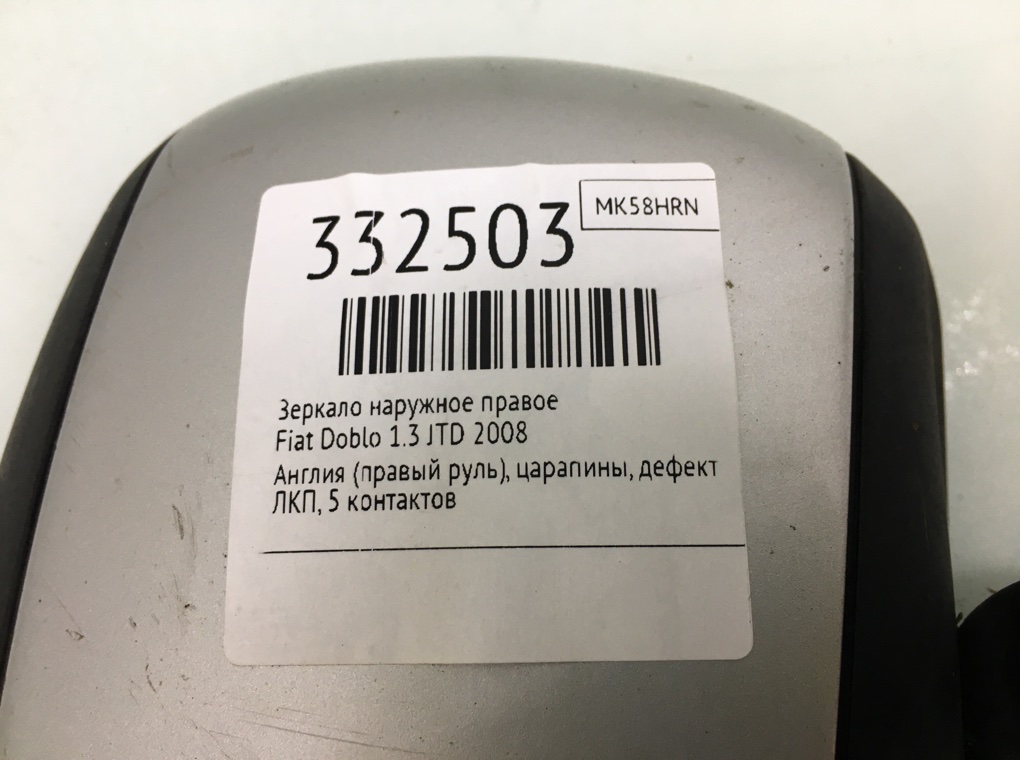 332503
MK58HRN
Зеркало наружное правое
Fiat Doblo 1.3 JTD 2008
Англия (правый руль), царапины, дефект
ЛКП, 5 контактов